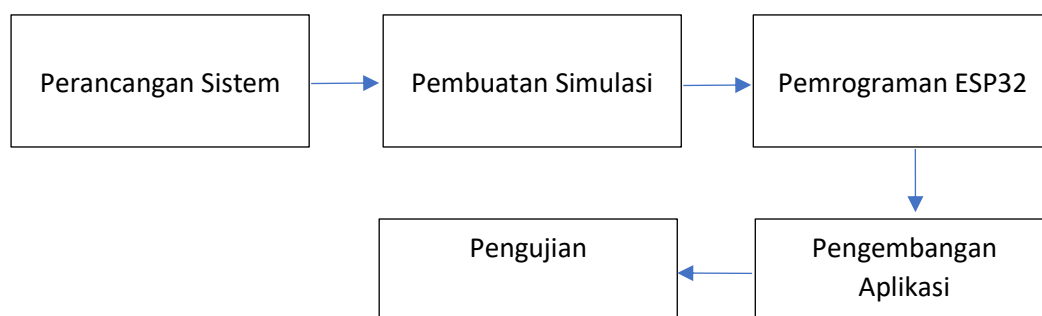 Perancangan Sistem
Pembuatan Simulasi
Pemrograman ESP32
Pengembangan
Aplikasi
Pengujian